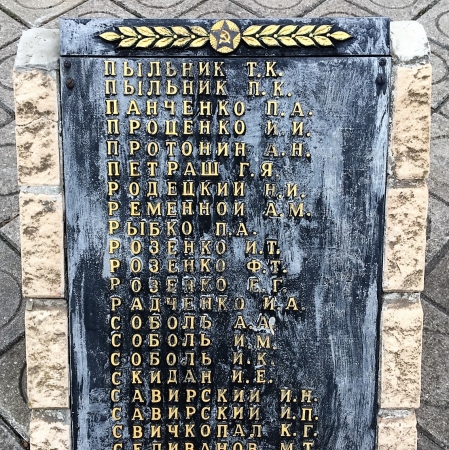 ПЫЛЬНИК Т.К.
ПЫЛЬНИК П.К.
ПАНЧЕНКО П.А.
ПРОЦЕНКО И.И.
ПРОТОНИН А.Н.
ПЕТРАШ Г.Я
РОДЕЦКИЙ Н.И.
РЕМЕННОЙ А.М.
РЫБКО П.А.
РОЗЕНКО И.Т.
РОЗЕНКО Ф.Т.
РОЗЕНКО Е.Г.
РАДЧЕНКО И.А.
СОБОЛЬ А.А.
СОБОЛЬ И.М.
СОБОЛЬ И.К.
СКИДАН И.Е.
САВИРСКИЙ И.Н.
САВИРСКИЙ И.П.
СВИЧКОПАЛ К.Г.
СЕЛИВАНОВ М.Т.